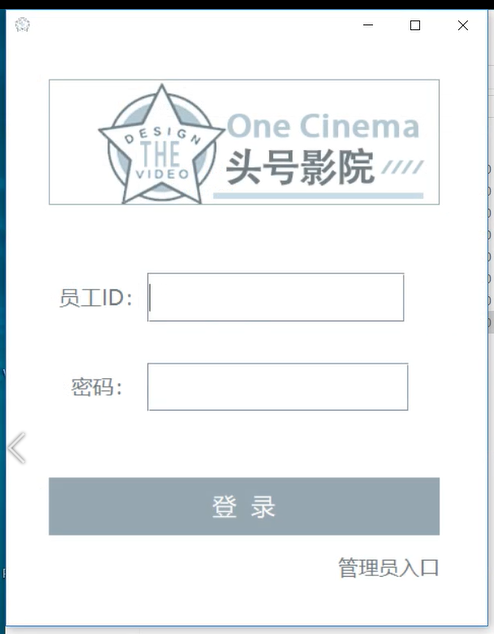 DESIGN
THE
VIDEO
One Cinema
头号影院
员工ID：
密码：
登 录
管理员入口